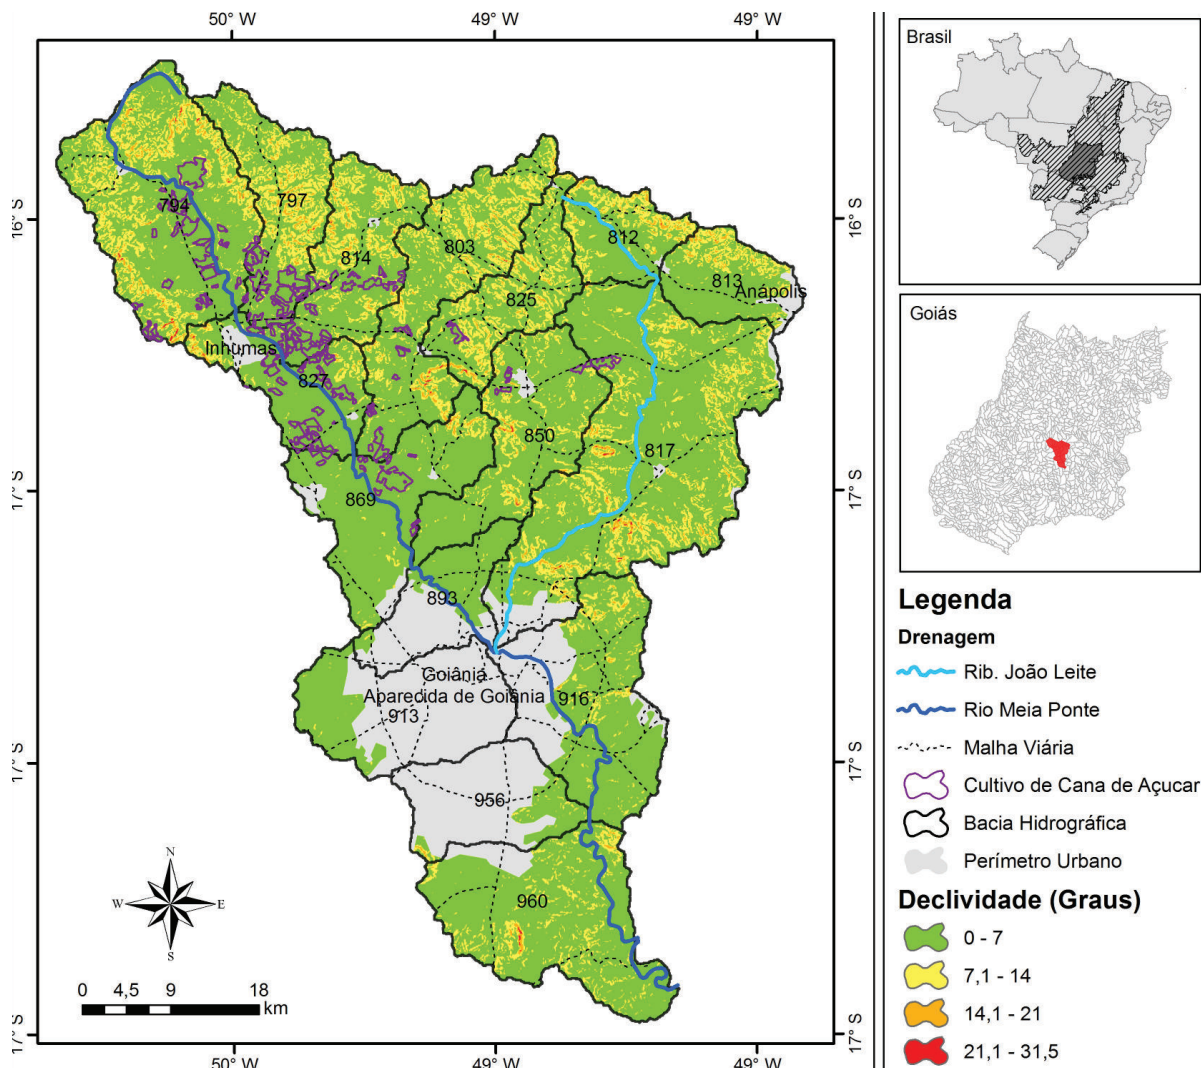 50° W
49° W
49° W
16° S
16° S
17° S
17° S
17° S
17° S
17° S
17° S
50° W
49° W
49° W
794
797
814
803
812
813
Anápolis
825
Inhumas
827
850
817
869
893
Goiânia
Aparecida de Goiânia
913
916
956
960
N
W
E
S
0
4,5
9
18
km
Brasil
Goiás
Legenda
Drenagem
Rib. João Leite
Rio Meia Ponte
Malha Viária
Cultivo de Cana de Açucar
Bacia Hidrográfica
Perímetro Urbano
Declividade (Graus)
0 - 7
7,1 - 14
14,1 - 21
21,1 - 31,5